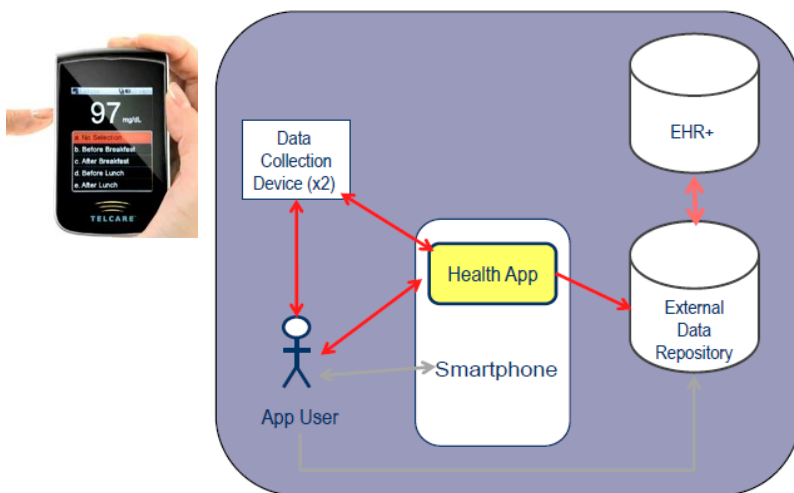 97 mg/dL
a. No Selection
b. Before Breakfast
c. After Breakfast
d. Before Lunch
e. After Lunch
TELCARE
Data
Collection
Device (x2)
EHR+
Health App
External
Data
Repository
Smartphone
App User